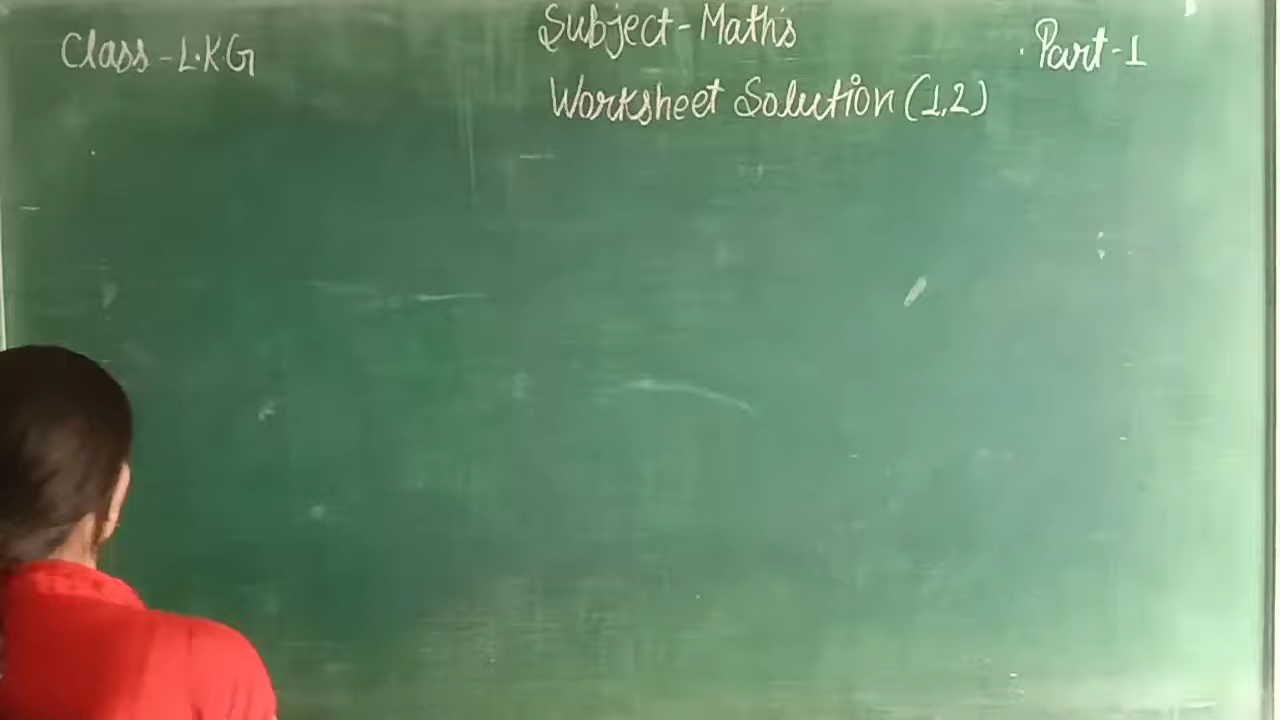 Class - L.K G
Subject - Maths
Part - 1
Worksheet Solution (1,2)